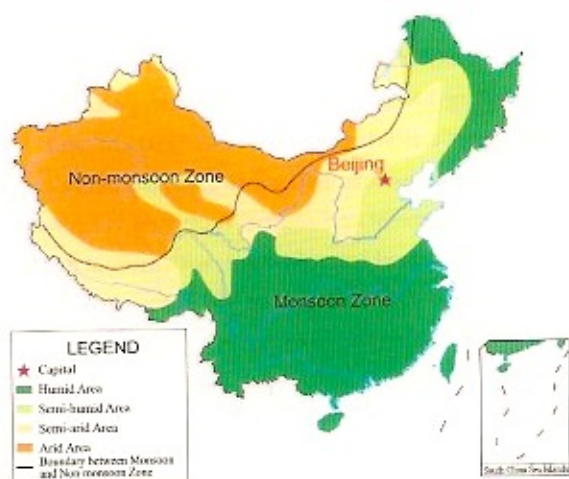 Beijing
Non-monsoon Zone
Monsoon Zone
LEGEND
Capital
Humid Area
Semi-humid Area
Semi-arid Area
Arid Area
Boundary between Monsoon
and Non-monsoon Zone
South China Sea Islands